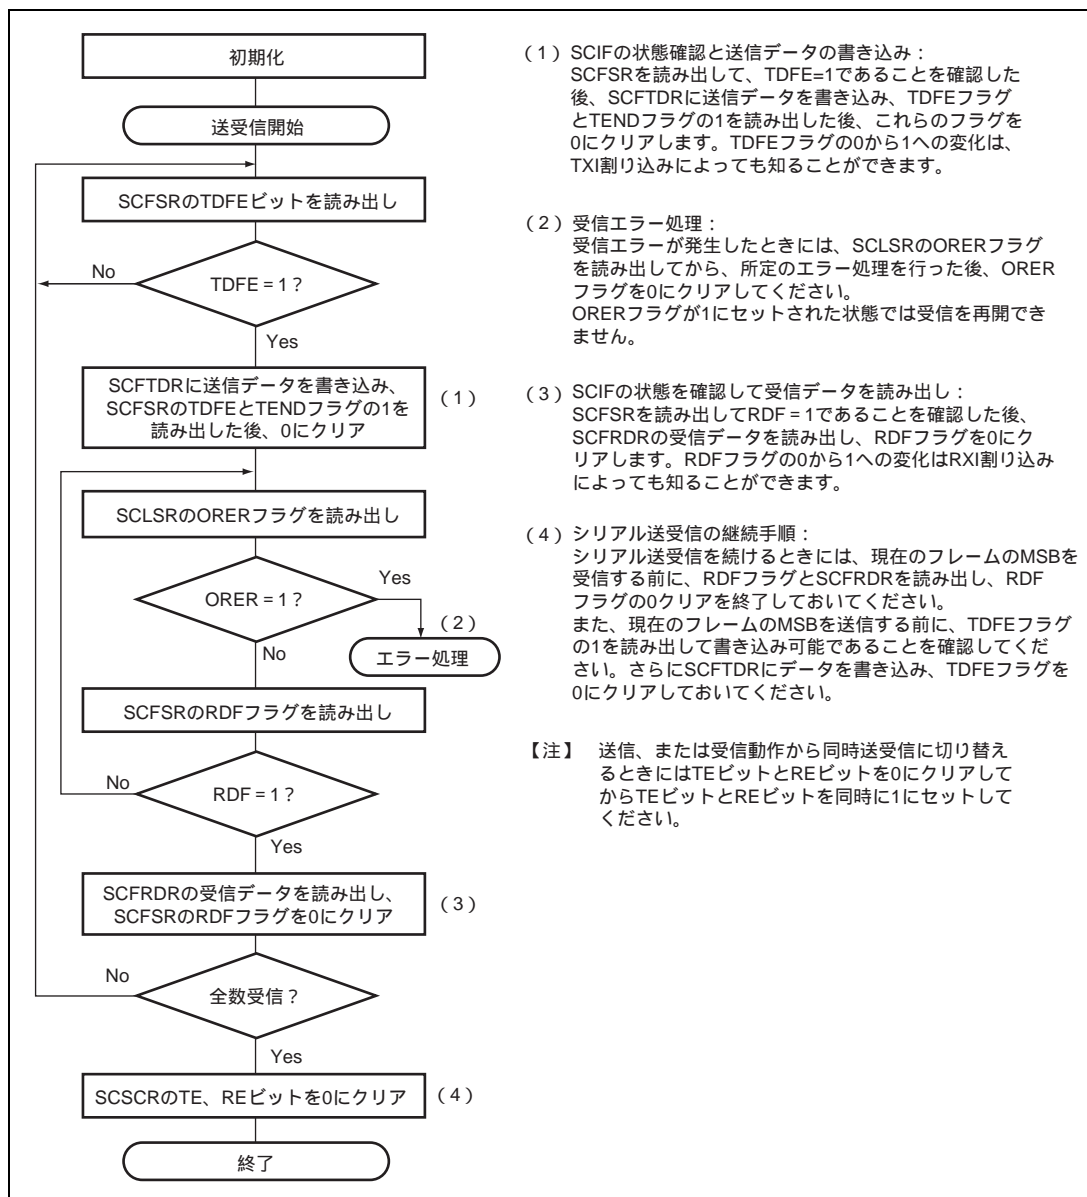 初期化
送受信開始
SCFSRのTDFEビットを読み出し
No
TDFE = 1?
Yes
SCFTDRに送信データを書き込み、
SCFSRのTDFEとTENDフラグの1を
読み出した後、0にクリア
(1)
SCLSRのORERフラグを読み出し
Yes
ORER = 1?
(2)
No
エラー処理
SCFSRのRDFフラグを読み出し
No
RDF = 1?
Yes
SCFRDRの受信データを読み出し、
SCFSRのRDFフラグを0にクリア
(3)
No
全数受信?
Yes
SCSCRのTE、REビットを0にクリア
(4)
終了
(1)SCIFの状態確認と送信データの書き込み:
SCFSRを読み出して、TDFE=1であることを確認した
後、SCFTDRに送信データを書き込み、TDFEフラグ
とTENDフラグの1を読み出した後、これらのフラグを
0にクリアします。TDFEフラグの0から1への変化は、
TXI割り込みによっても知ることができます。
(2)受信エラー処理:
受信エラーが発生したときには、SCLSRのORERフラグ
を読み出してから、所定のエラー処理を行った後、ORER
フラグを0にクリアしてください。
ORERフラグが1にセットされた状態では受信を再開でき
ません。
(3)SCIFの状態を確認して受信データを読み出し:
SCFSRを読み出してRDF = 1であることを確認した後、
SCFRDRの受信データを読み出し、RDFフラグを0にク
リアします。RDFフラグの0から1への変化はRXI割り込み
によっても知ることができます。
(4)シリアル送受信の継続手順:
シリアル送受信を続けるときには、現在のフレームのMSBを
受信する前に、RDFフラグとSCFRDRを読み出し、RDF
フラグの0クリアを終了しておいてください。
また、現在のフレームのMSBを送信する前に、TDFEフラグ
の1を読み出して書き込み可能であることを確認してくだ
さい。さらにSCFTDRにデータを書き込み、TDFEフラグを
0にクリアしておいてください。
【注】 送信、または受信動作から同時送受信に切り替え
るときにはTEビットとREビットを0にクリアして
からTEビットとREビットを同時に1にセットして
ください。